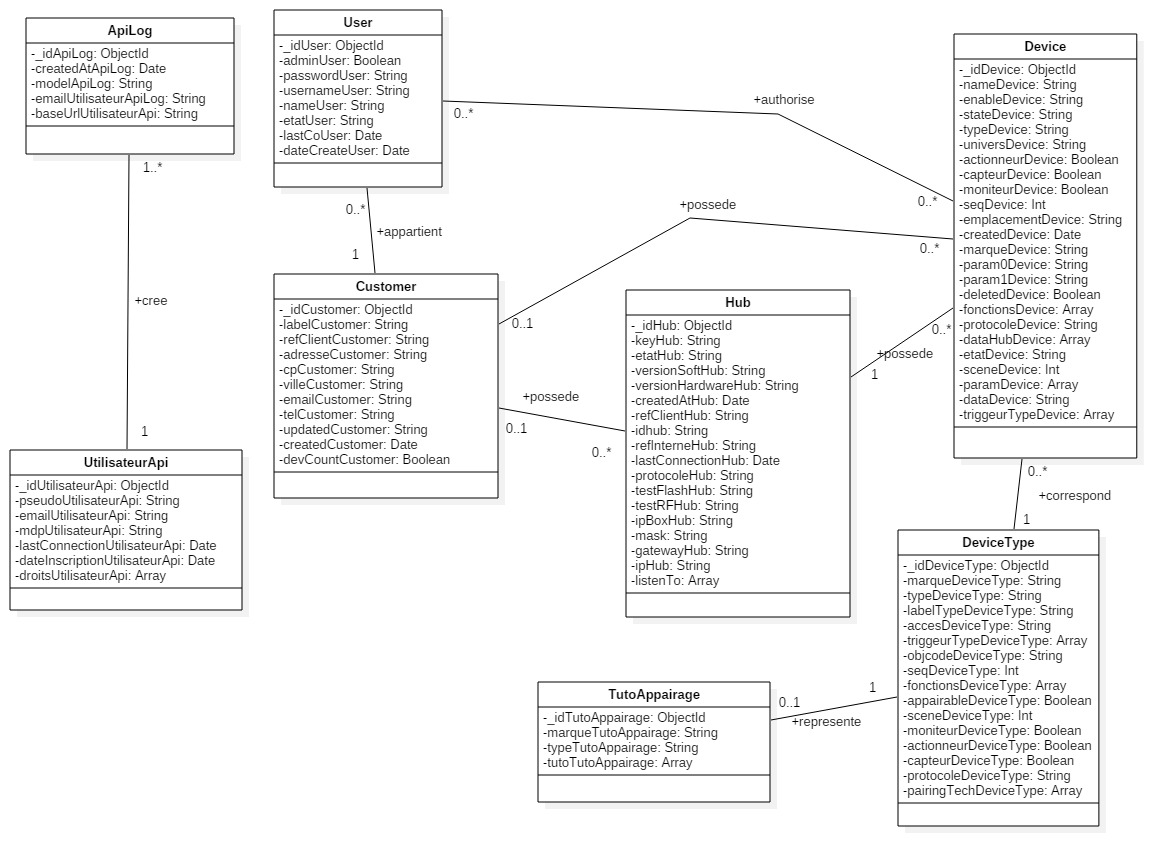 ApiLog
-_idApiLog: ObjectId
-createdAtApiLog: Date
-modelApiLog: String
-emailUtilisateurApiLog: String
-baseUrlUtilisateurApi: String
1..*
+cree
1
UtilisateurApi
-_idUtilisateurApi: ObjectId
-pseudoUtilisateurApi: String
-emailUtilisateurApi: String
-mdpUtilisateurApi: String
-lastConnectionUtilisateurApi: Date
-dateInscriptionUtilisateurApi: Date
-droitsUtilisateurApi: Array
User
-_idUser: ObjectId
-adminUser: Boolean
-passwordUser: String
-usernameUser: String
-nameUser: String
-etatUser: String
-lastCoUser: Date
-dateCreateUser: Date
0..*
+authorise
0..*
0..*
+appartient
1
Customer
-_idCustomer: ObjectId
-labelCustomer: String
-refClientCustomer: String
-adresseCustomer: String
-cpCustomer: String
-villeCustomer: String
-emailCustomer: String
-telCustomer: String
-updatedCustomer: String
-createdCustomer: Date
-devCountCustomer: Boolean
0..1
+possede
0..*
0..1
+possede
0..*
Hub
-_idHub: ObjectId
-keyHub: String
-etatHub: String
-versionSoftHub: String
-versionHardwareHub: String
-createdAtHub: Date
-refClientHub: String
-idhub: String
-refInterneHub: String
-lastConnectionHub: Date
-protocoleHub: String
-testFlashHub: String
-testRFHub: String
-ipBoxHub: String
-mask: String
-gatewayHub: String
-ipHub: String
-listenTo: Array
1
+possede
0..*
Device
-_idDevice: ObjectId
-nameDevice: String
-enableDevice: String
-stateDevice: String
-typeDevice: String
-universDevice: String
-actionneurDevice: Boolean
-capteurDevice: Boolean
-moniteurDevice: Boolean
-seqDevice: Int
-emplacementDevice: String
-createdDevice: Date
-marqueDevice: String
-param0Device: String
-param1Device: String
-deletedDevice: Boolean
-fonctionsDevice: Array
-protocoleDevice: String
-dataHubDevice: Array
-etatDevice: String
-sceneDevice: Int
-paramDevice: Array
-dataDevice: String
-triggeurTypeDevice: Array
0..*
+correspond
1
DeviceType
-_idDeviceType: ObjectId
-marqueDeviceType: String
-typeDeviceType: String
-labelTypeDeviceType: String
-accesDeviceType: String
-triggeurTypeDeviceType: Array
-objcodeDeviceType: String
-seqDeviceType: Int
-fonctionsDeviceType: Array
-appairableDeviceType: Boolean
-sceneDeviceType: Int
-moniteurDeviceType: Boolean
-actionneurDeviceType: Boolean
-capteurDeviceType: Boolean
-protocoleDeviceType: String
-pairingTechDeviceType: Array
1
+represente
0..1
TutoAppairage
-_idTutoAppairage: ObjectId
-marqueTutoAppairage: String
-typeTutoAppairage: String
-tutoTutoAppairage: Array